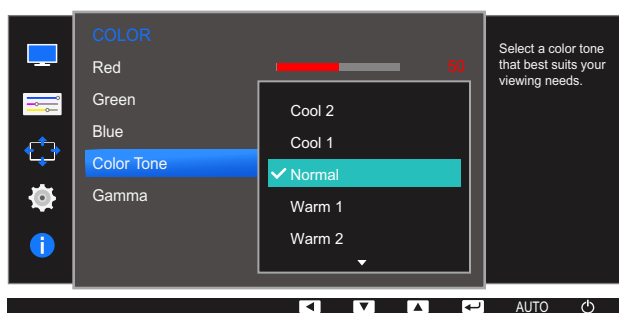 COLOR
Red 50
Green
Blue
Color Tone
Gamma
Cool 2
Cool 1
Normal
Warm 1
Warm 2
Select a color tone
that best suits your
viewing needs.
AUTO